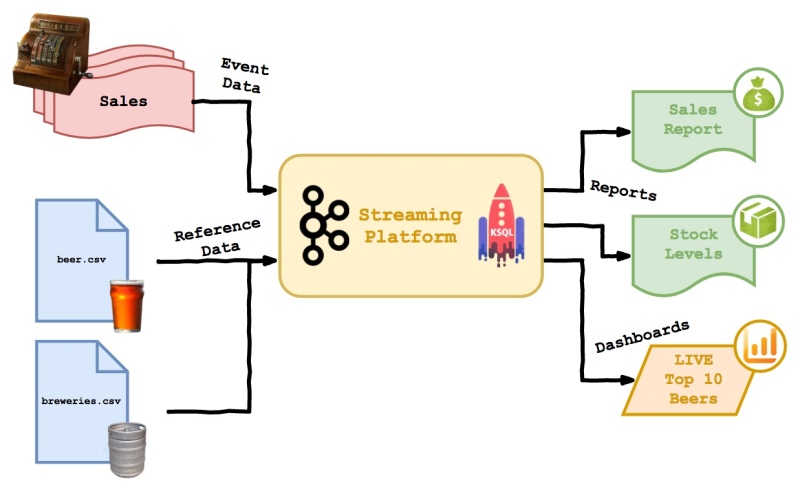 Sales
Event
Data
beer.csv
Reference
Data
breweries.csv
Streaming
Platform
KSQL
Reports
Dashboards
Sales
Report
$
Stock
Levels
LIVE
Top 10
Beers